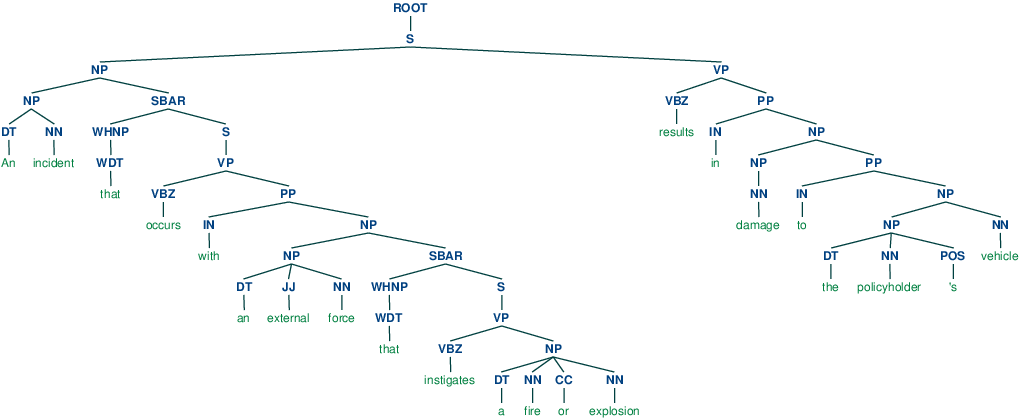 ROOT
S
NP VP
NP SBAR VBZ PP
DT NN WHNP S results IN NP
An incident WDT VP in NP PP
that VBZ PP NN IN NP
occurs IN NP damage to NP NN
with NP SBAR DT NN POS vehicle
DT JJ NN WHNP S the policyholder 's
an external force WDT VP
that VBZ NP
instigates DT NN CC NN
a fire or explosion